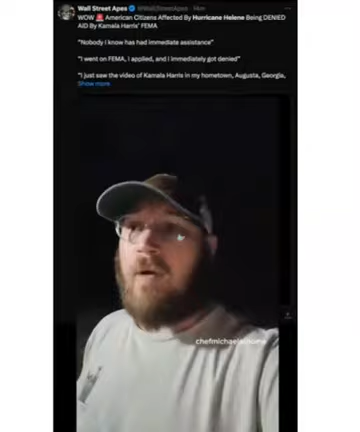 Wall Street Apes @WallStreetApes
WOW 🚨 American Citizens Affected By Hurricane Helene Being DENIED
AID By Kamala Harris' FEMA
"Nobody I know has had immediate assistance"
"I went on FEMA, I applied, and I immediately got denied"
"I just saw the video of Kamala Harris in my hometown, Augusta, Georgia,
Show more